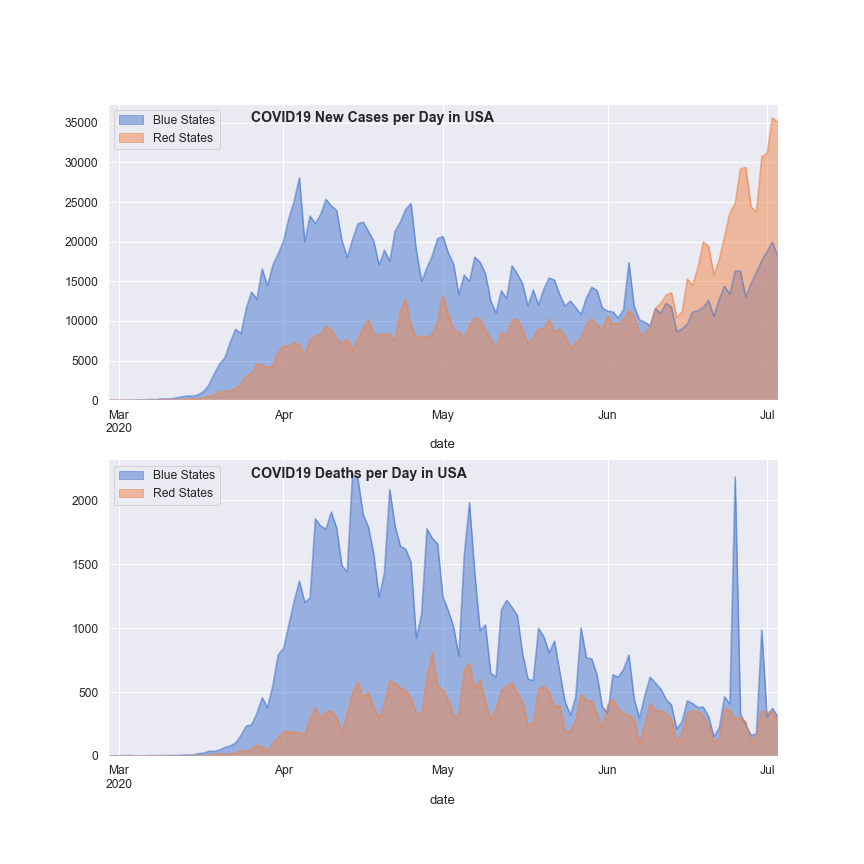 COVID19 New Cases per Day in USA
Blue States
Red States
35000
30000
25000
20000
15000
10000
5000
0
Mar Apr May Jun Jul
2020
date
COVID19 Deaths per Day in USA
Blue States
Red States
2000
1500
1000
500
0
Mar Apr May Jun Jul
2020
date